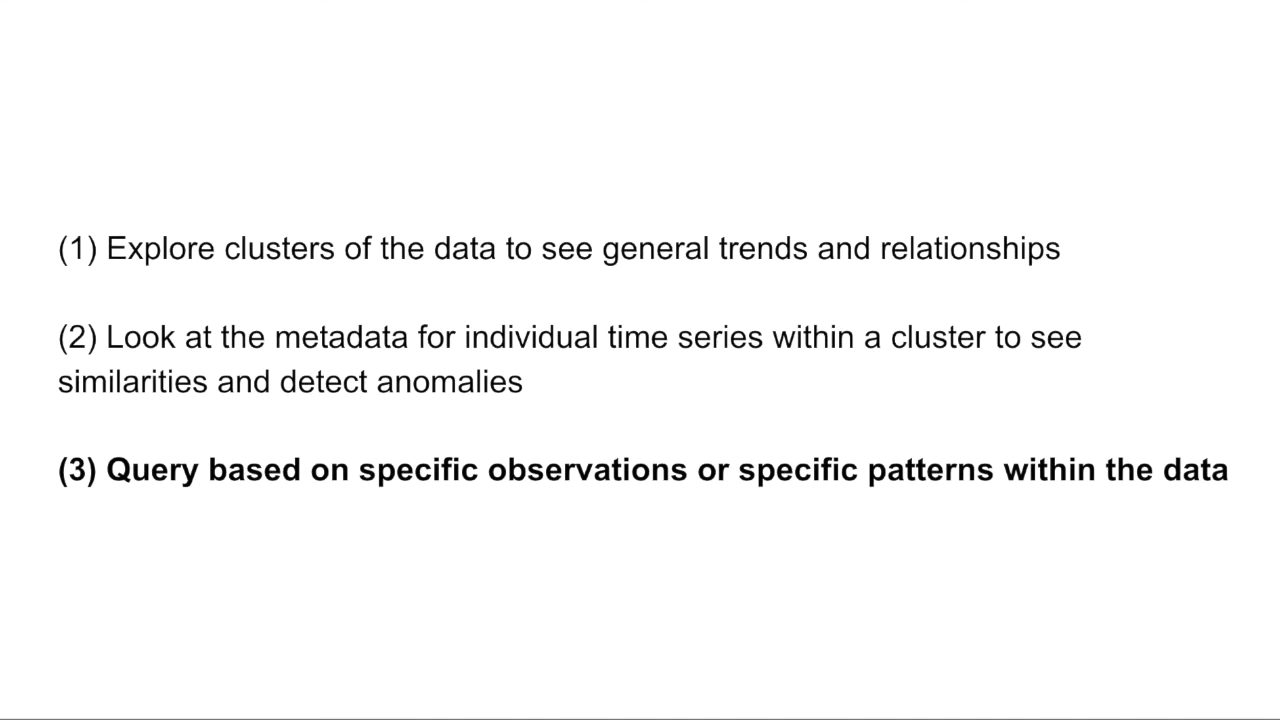 (1) Explore clusters of the data to see general trends and relationships
(2) Look at the metadata for individual time series within a cluster to see
similarities and detect anomalies
(3) Query based on specific observations or specific patterns within the data